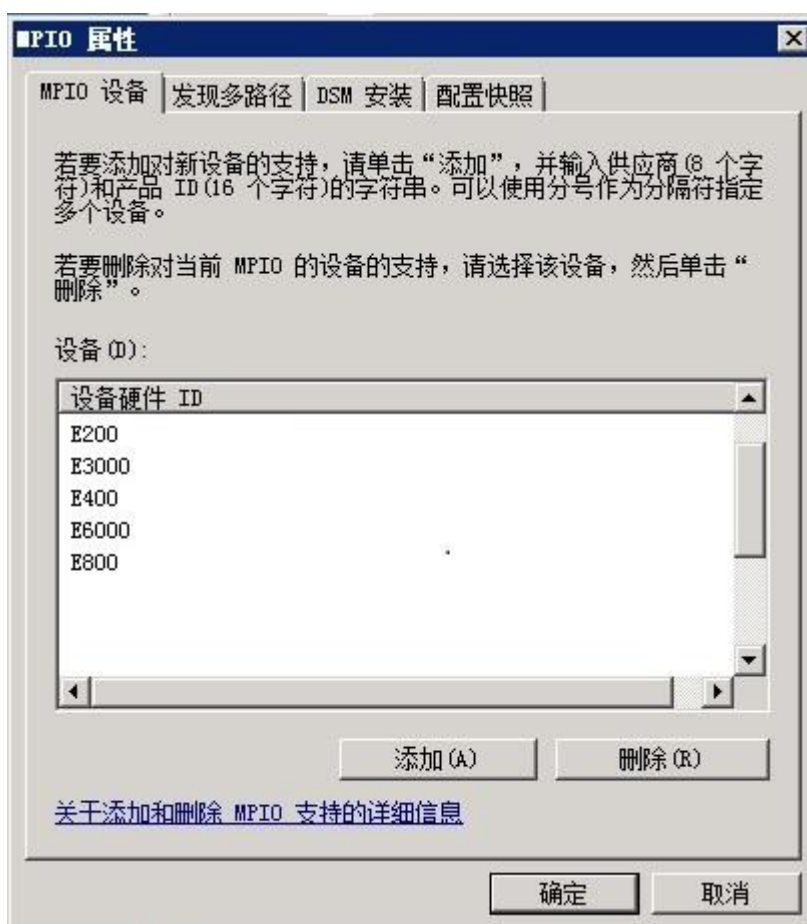 MPIO 属性
MPIO 设备
发现多路径
DSM 安装
配置快照
若要添加对新设备的支持，请单击“添加”，并输入供应商(8 个字
符)和产品 ID(16 个字符)的字符串。可以使用分号作为分隔符指定
多个设备。
若要删除对当前 MPIO 的设备的支持，请选择该设备，然后单击“
删除”。
设备(D):
设备硬件 ID
E200
E3000
E400
E6000
E800
添加(A)
删除(R)
关于添加和删除 MPIO 支持的详细信息
确定
取消